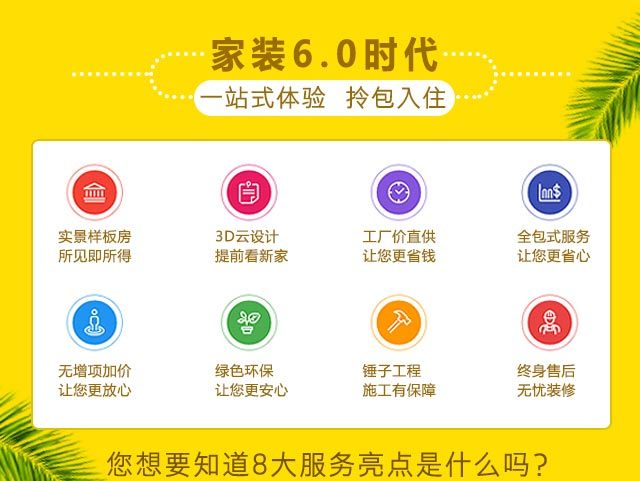 家装6.0时代
一站式体验 拎包入住
实景样板房
所见即所得
3D云设计
提前看新家
工厂价直供
让您更省钱
全包式服务
让您更省心
无增项加价
让您更放心
绿色环保
让您更安心
锤子工程
施工有保障
终身售后
无忧装修
您想要知道8大服务亮点是什么吗?